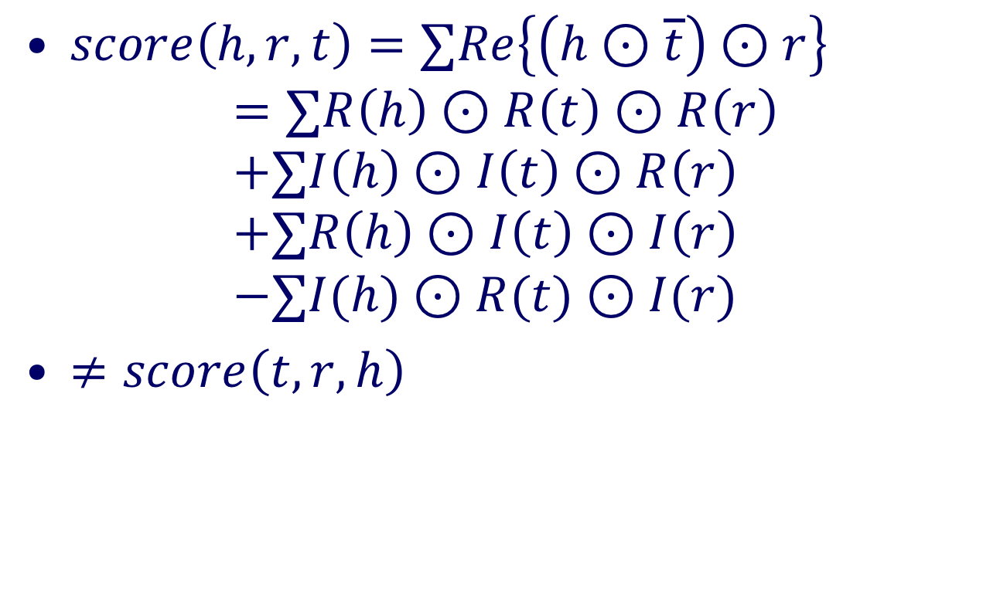 • score(h, r, t) = ∑Re{(h ⊙ t̅) ⊙ r}
= ∑R(h) ⊙ R(t) ⊙ R(r)
+∑I(h) ⊙ I(t) ⊙ R(r)
+∑R(h) ⊙ I(t) ⊙ I(r)
−∑I(h) ⊙ R(t) ⊙ I(r)
• ≠ score(t, r, h)